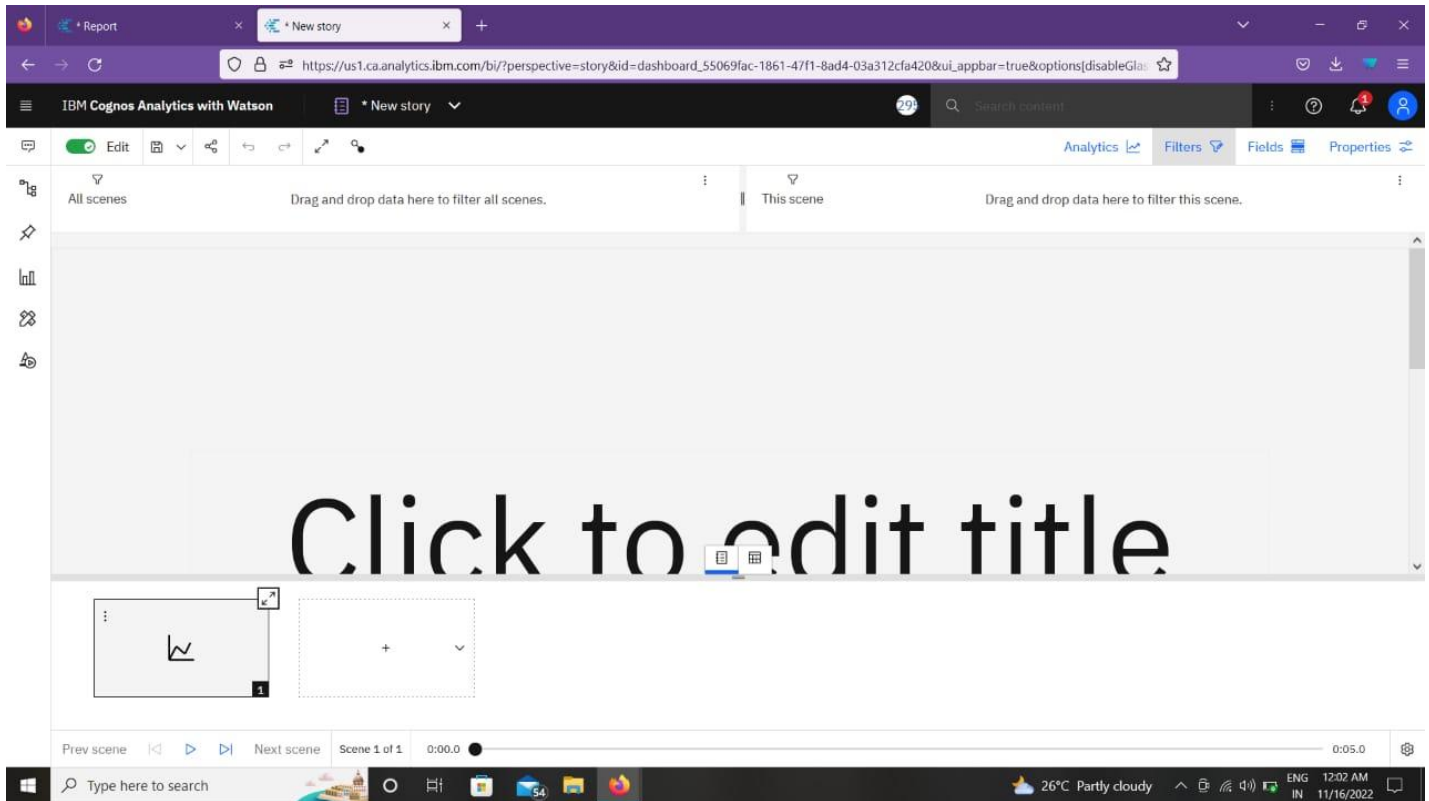 * Report
* New story
https://us1.ca.analytics.ibm.com/bi/?perspective=story&id=dashboard_55069fac-1861-47f1-8ad4-03a312cfa420&ui_appbar=true&options[disableGlas
IBM Cognos Analytics with Watson
* New story
Search content
1
Edit
Analytics
Filters
Fields
Properties
All scenes
Drag and drop data here to filter all scenes.
This scene
Drag and drop data here to filter this scene.
Click to edit title
1
Prev scene
Next scene
Scene 1 of 1
0:00.0
0:05.0
Type here to search
54
26°C Partly cloudy
ENG
IN
12:02 AM
11/16/2022